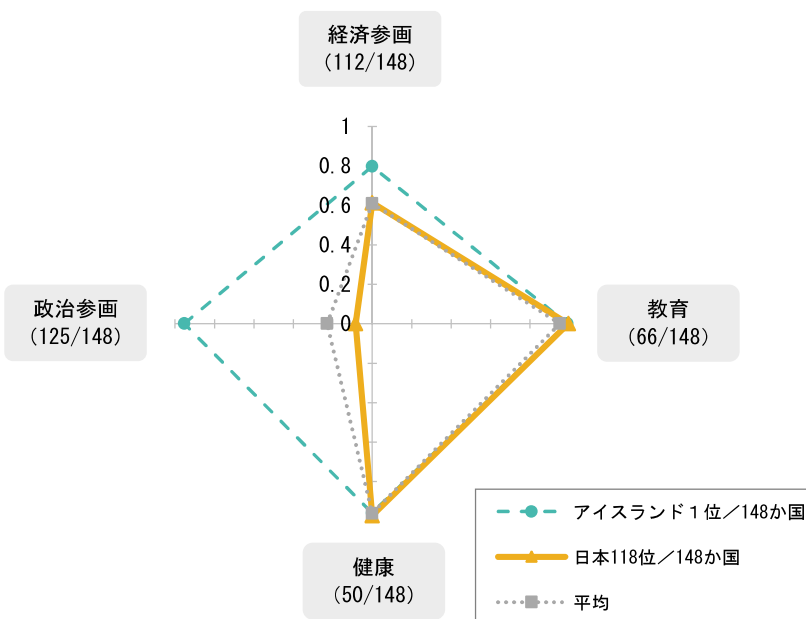 経済参画
(112/148)
1
0.8
0.6
0.4
0.2
0
政治参画
(125/148)
教育
(66/148)
健康
(50/148)
アイスランド１位／148か国
日本118位／148か国
平均